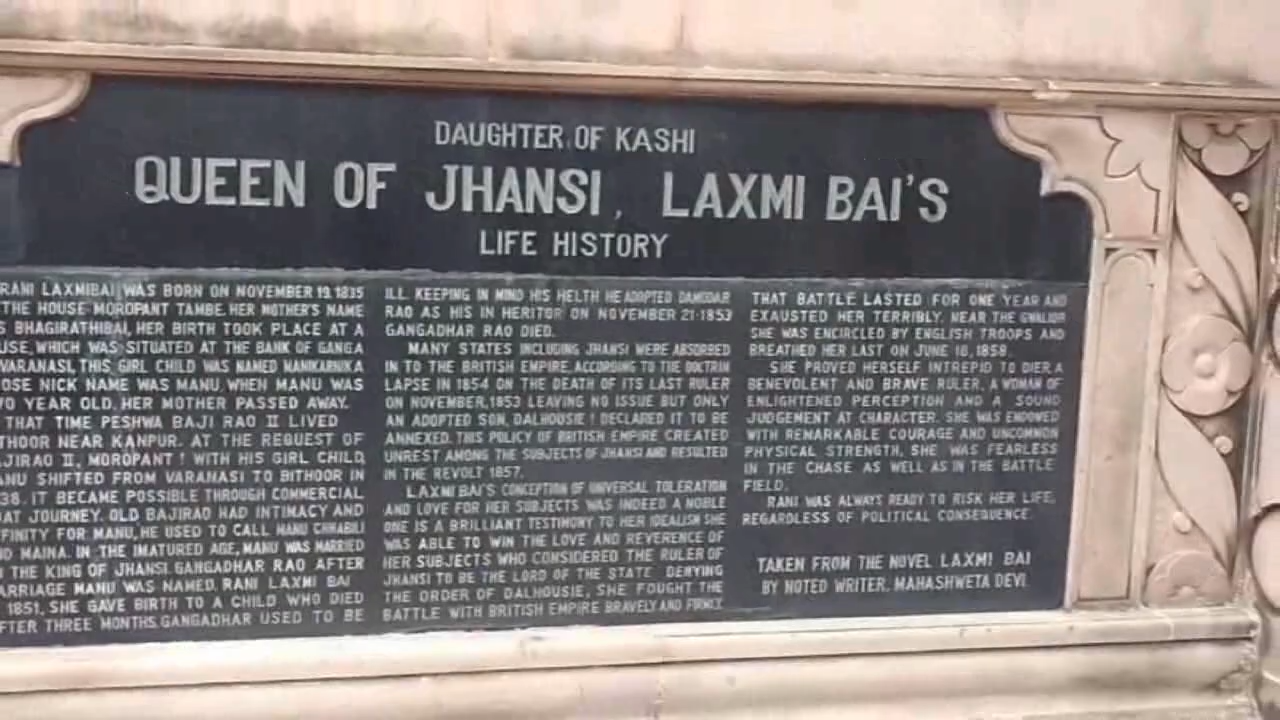 DAUGHTER OF KASHI
QUEEN OF JHANSI, LAXMI BAI'S
LIFE HISTORY
RANI LAXMIBAI WAS BORN ON NOVEMBER 19, 1835
THE HOUSE MOROPANT TAMBE. HER MOTHER'S NAME
BHAGIRATHIBAI, HER BIRTH TOOK PLACE AT A
USE, WHICH WAS SITUATED AT THE BANK OF GANGA
VARANASI, THIS GIRL CHILD WAS NAMED MANIKARNIKA
OSE NICK NAME WAS MANU. WHEN MANU WAS
O YEAR OLD, HER MOTHER PASSED AWAY.
THAT TIME PESHWA BAJI RAO II LIVED
THOOR NEAR KANPUR. AT THE REQUEST OF
JIRAO II, MOROPANT ! WITH HIS GIRL CHILD,
ANU SHIFTED FROM VARANASI TO BITHOOR IN
38. IT BECAME POSSIBLE THROUGH COMMERCIAL
OAT JOURNEY. OLD BAJIRAO HAD INTIMACY AND
FINITY FOR MANU, HE USED TO CALL MANU CHHABILI
D MAINA. IN THE IMATURED AGE, MANU WAS MARRIED
THE KING OF JHANSI. GANGADHAR RAO AFTER
ARRIAGE MANU WAS NAMED, RANI LAXMI BAI
1851, SHE GAVE BIRTH TO A CHILD WHO DIED
FTER THREE MONTHS. GANGADHAR USED TO BE
ILL. KEEPING IN MIND HIS HELTH HE ADOPTED DAMODAR
RAO AS HIS IN HERITOR ON NOVEMBER 21-1853
GANGADHAR RAO DIED.
MANY STATES INCLUDING JHANSI WERE ABSORBED
IN TO THE BRITISH EMPIRE, ACCORDING TO THE DOCTRIN
LAPSE IN 1854 ON THE DEATH OF ITS LAST RULER
ON NOVEMBER, 1853 LEAVING NO ISSUE BUT ONLY
AN ADOPTED SON, DALHOUSIE ! DECLARED IT TO BE
ANNEXED. THIS POLICY OF BRITISH EMPIRE CREATED
UNREST AMONG THE SUBJECTS OF JHANSI AND RESULTED
IN THE REVOLT 1857.
LAXMI BAI'S CONCEPTION OF UNIVERSAL TOLERATION
AND LOVE FOR HER SUBJECTS WAS INDEED A NOBLE
ONE IS A BRILLIANT TESTIMONY TO HER IDEALISM SHE
WAS ABLE TO WIN THE LOVE AND REVERENCE OF
HER SUBJECTS WHO CONSIDERED THE RULER OF
JHANSI TO BE THE LORD OF THE STATE DENYING
THE ORDER OF DALHOUSIE, SHE FOUGHT THE
BATTLE WITH BRITISH EMPIRE BRAVELY AND FIRMLY.
THAT BATTLE LASTED FOR ONE YEAR AND
EXAUSTED HER TERRIBLY. NEAR THE GWALIOR
SHE WAS ENCIRCLED BY ENGLISH TROOPS AND
BREATHED HER LAST ON JUNE 18, 1858.
SHE PROVED HERSELF INTREPID TO DIER, A
BENEVOLENT AND BRAVE RULER, A WOMAN OF
ENLIGHTENED PERCEPTION AND A SOUND
JUDGEMENT AT CHARACTER. SHE WAS ENDOWED
WITH REMARKABLE COURAGE AND UNCOMMON
PHYSICAL STRENGTH, SHE WAS FEARLESS
IN THE CHASE AS WELL AS IN THE BATTLE
FIELD.
RANI WAS ALWAYS READY TO RISK HER LIFE,
REGARDLESS OF POLITICAL CONSEQUENCE.
TAKEN FROM THE NOVEL LAXMI BAI
BY NOTED WRITER, MAHASHWETA DEVI.